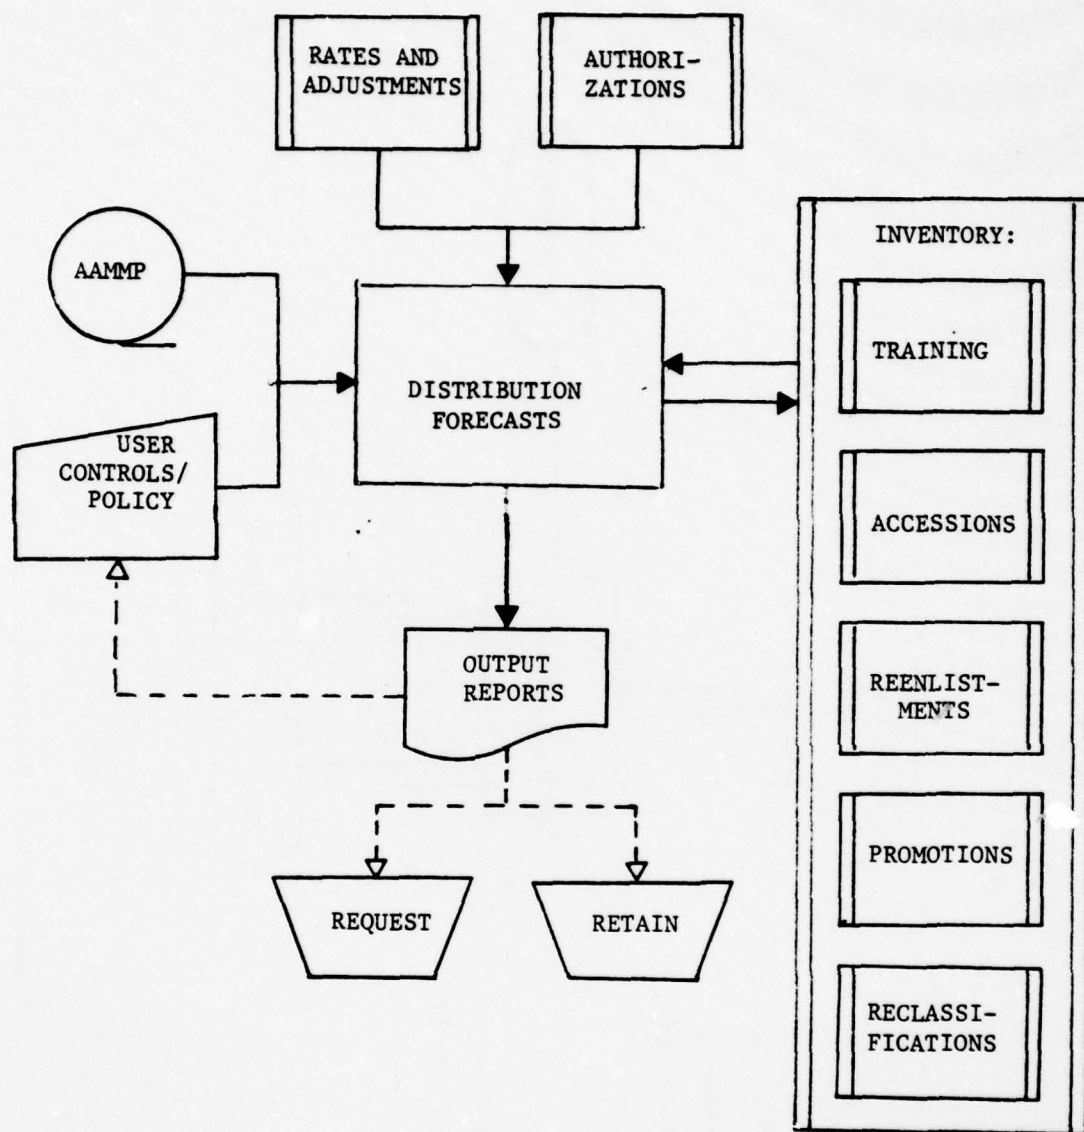 RATES AND
ADJUSTMENTS
AUTHORI-
ZATIONS
AAMMP
USER
CONTROLS/
POLICY
DISTRIBUTION
FORECASTS
OUTPUT
REPORTS
REQUEST
RETAIN
INVENTORY:
TRAINING
ACCESSIONS
REENLIST-
MENTS
PROMOTIONS
RECLASSI-
FICATIONS